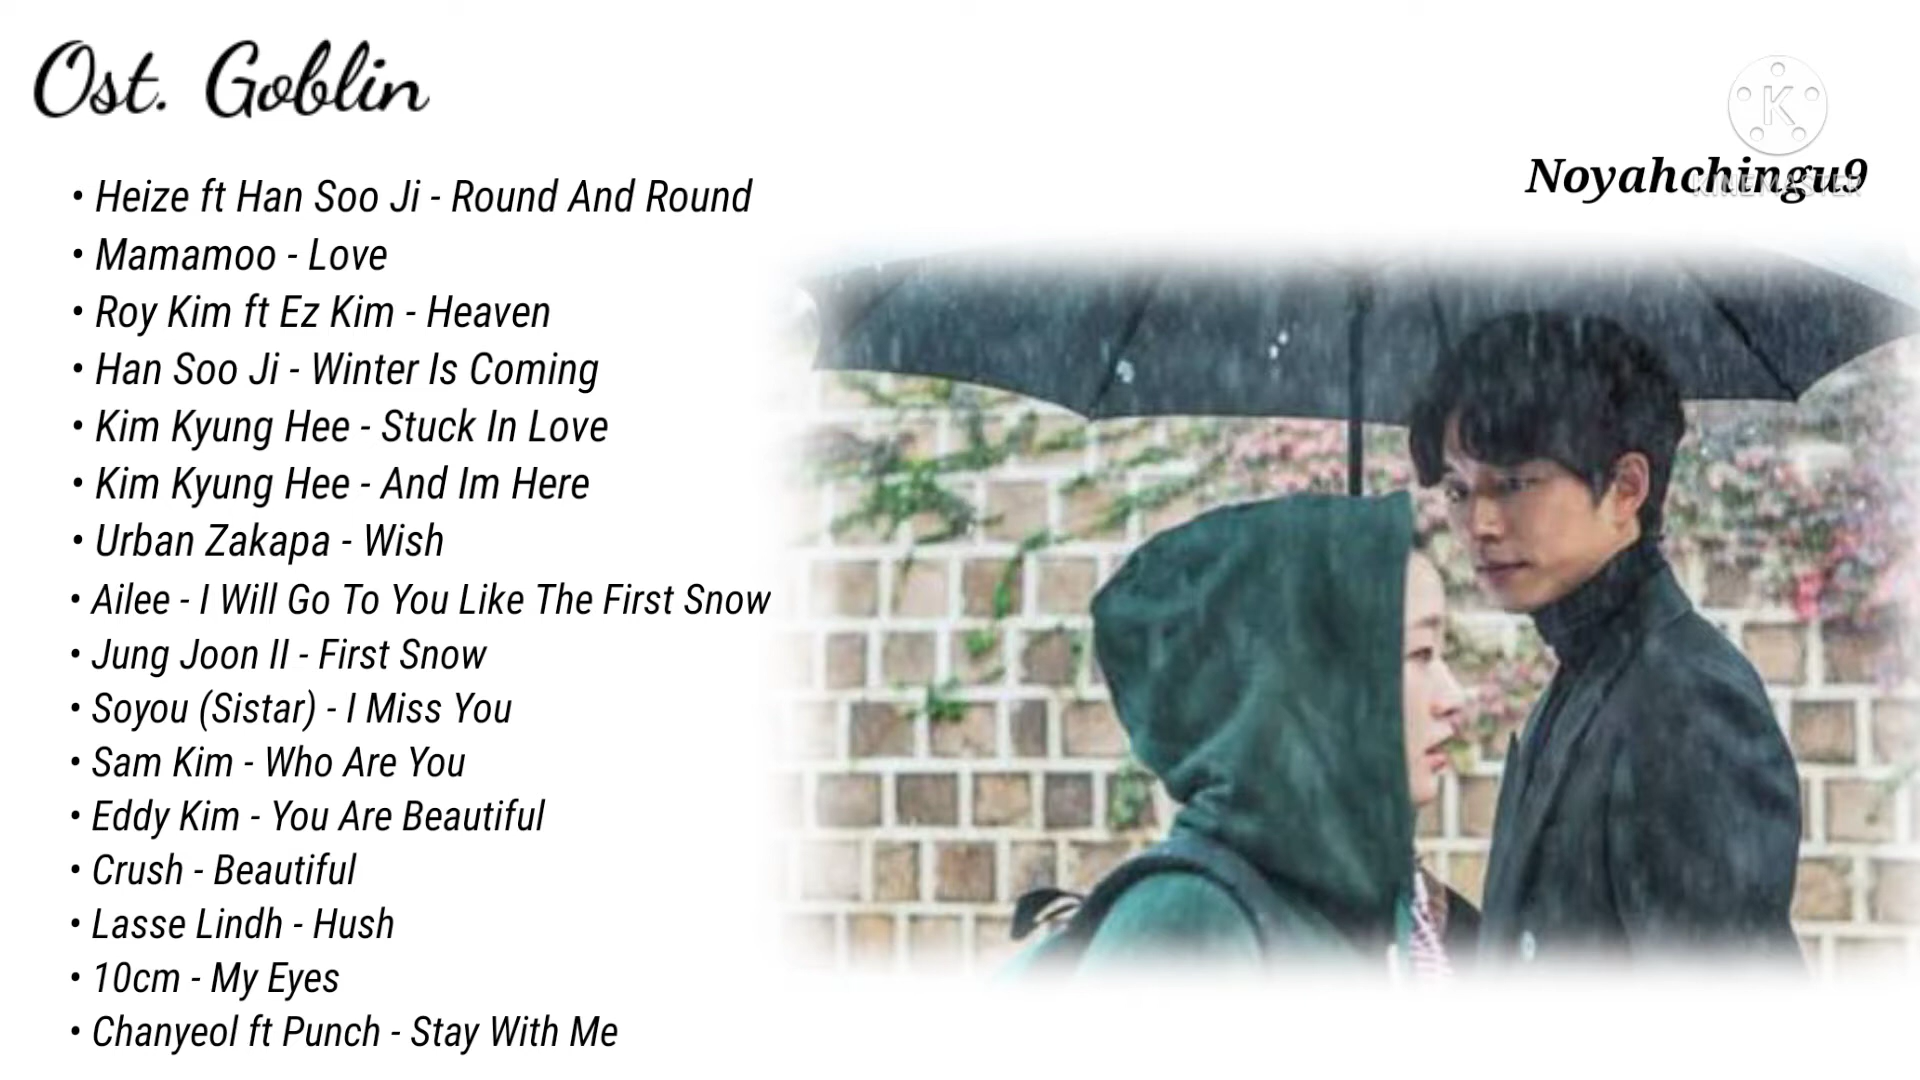 Ost. Goblin
K
KINEMASTER
Noyahchingu9
• Heize ft Han Soo Ji - Round And Round
• Mamamoo - Love
• Roy Kim ft Ez Kim - Heaven
• Han Soo Ji - Winter Is Coming
• Kim Kyung Hee - Stuck In Love
• Kim Kyung Hee - And Im Here
• Urban Zakapa - Wish
• Ailee - I Will Go To You Like The First Snow
• Jung Joon Il - First Snow
• Soyou (Sistar) - I Miss You
• Sam Kim - Who Are You
• Eddy Kim - You Are Beautiful
• Crush - Beautiful
• Lasse Lindh - Hush
• 10cm - My Eyes
• Chanyeol ft Punch - Stay With Me